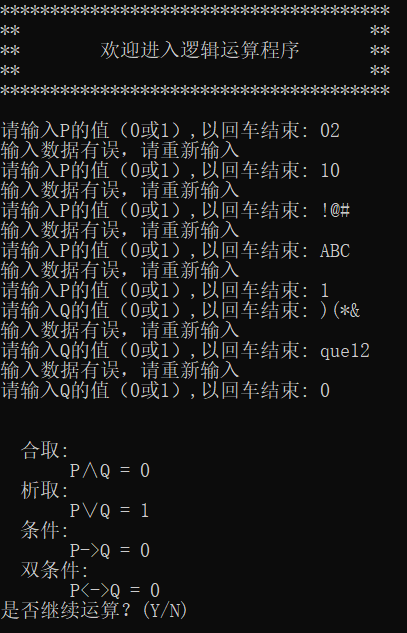 ***************************************
**                                   **
**        欢迎进入逻辑运算程序       **
**                                   **
***************************************
请输入P的值（0或1）,以回车结束: 02
输入数据有误，请重新输入
请输入P的值（0或1）,以回车结束: 10
输入数据有误，请重新输入
请输入P的值（0或1）,以回车结束: !@#
输入数据有误，请重新输入
请输入P的值（0或1）,以回车结束: ABC
输入数据有误，请重新输入
请输入P的值（0或1）,以回车结束: 1
请输入Q的值（0或1）,以回车结束: )(*&
输入数据有误，请重新输入
请输入Q的值（0或1）,以回车结束: que12
输入数据有误，请重新输入
请输入Q的值（0或1）,以回车结束: 0
合取:
P∧Q = 0
析取:
P∨Q = 1
条件:
P->Q = 0
双条件:
P<->Q = 0
是否继续运算？(Y/N)